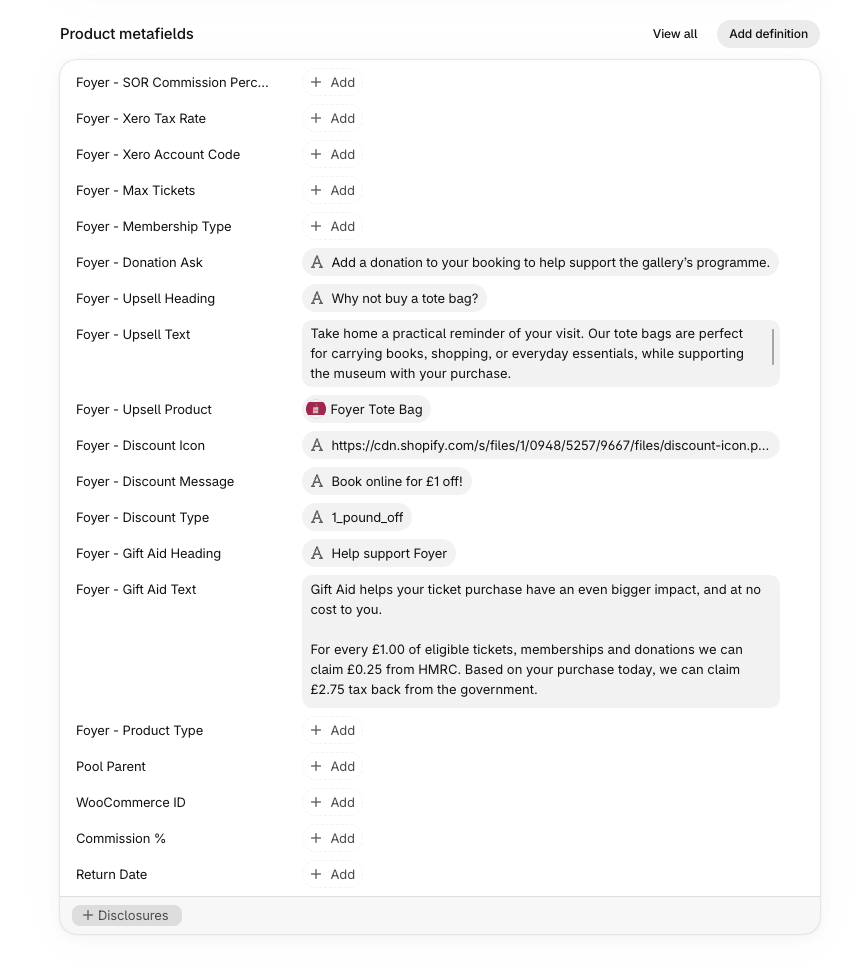 Product metafields
View all
Add definition
Foyer - SOR Commission Perc...
+ Add
Foyer - Xero Tax Rate
+ Add
Foyer - Xero Account Code
+ Add
Foyer - Max Tickets
+ Add
Foyer - Membership Type
+ Add
Foyer - Donation Ask
A Add a donation to your booking to help support the gallery’s programme.
Foyer - Upsell Heading
A Why not buy a tote bag?
Foyer - Upsell Text
Take home a practical reminder of your visit. Our tote bags are perfect
for carrying books, shopping, or everyday essentials, while supporting
the museum with your purchase.
Foyer - Upsell Product
Foyer Tote Bag
Foyer - Discount Icon
A https://cdn.shopify.com/s/files/1/0948/5257/9667/files/discount-icon.p...
Foyer - Discount Message
A Book online for £1 off!
Foyer - Discount Type
A 1_pound_off
Foyer - Gift Aid Heading
A Help support Foyer
Foyer - Gift Aid Text
Gift Aid helps your ticket purchase have an even bigger impact, and at no
cost to you.
For every £1.00 of eligible tickets, memberships and donations we can
claim £0.25 from HMRC. Based on your purchase today, we can claim
£2.75 tax back from the government.
Foyer - Product Type
+ Add
Pool Parent
+ Add
WooCommerce ID
+ Add
Commission %
+ Add
Return Date
+ Add
+ Disclosures